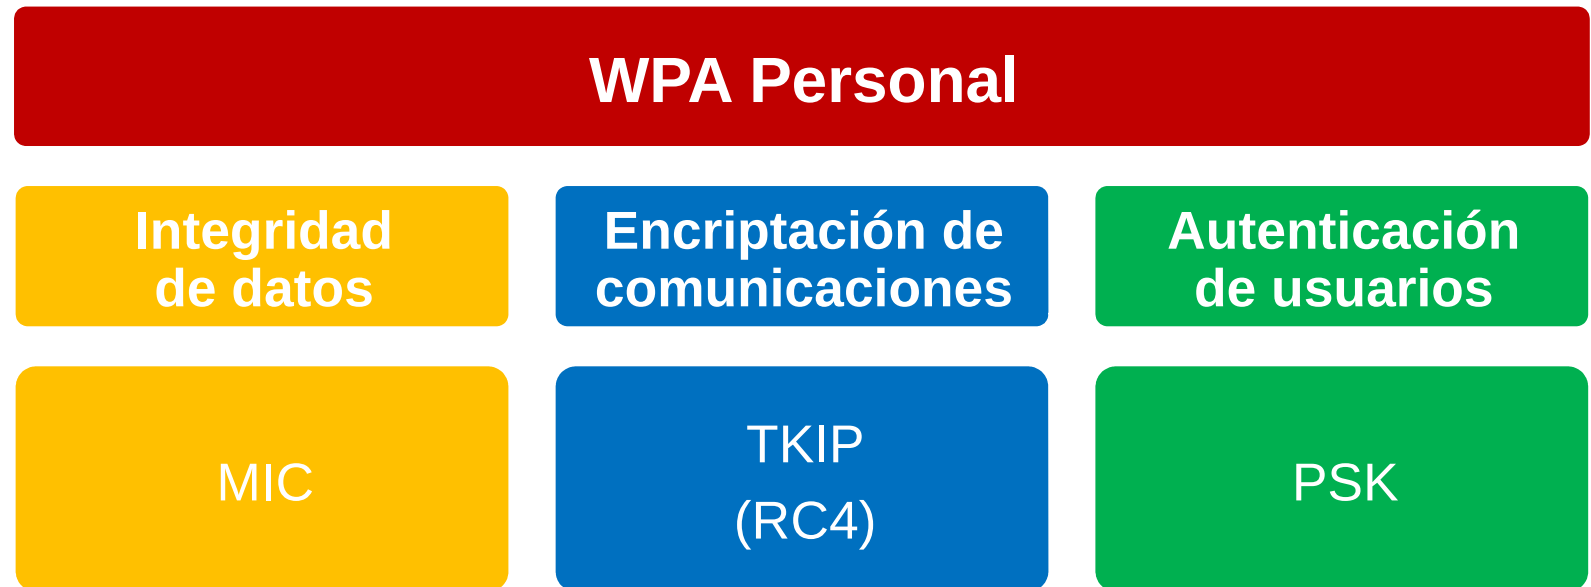 WPA Personal
Integridad
de datos
Encriptación de
comunicaciones
Autenticación
de usuarios
MIC
TKIP
(RC4)
PSK